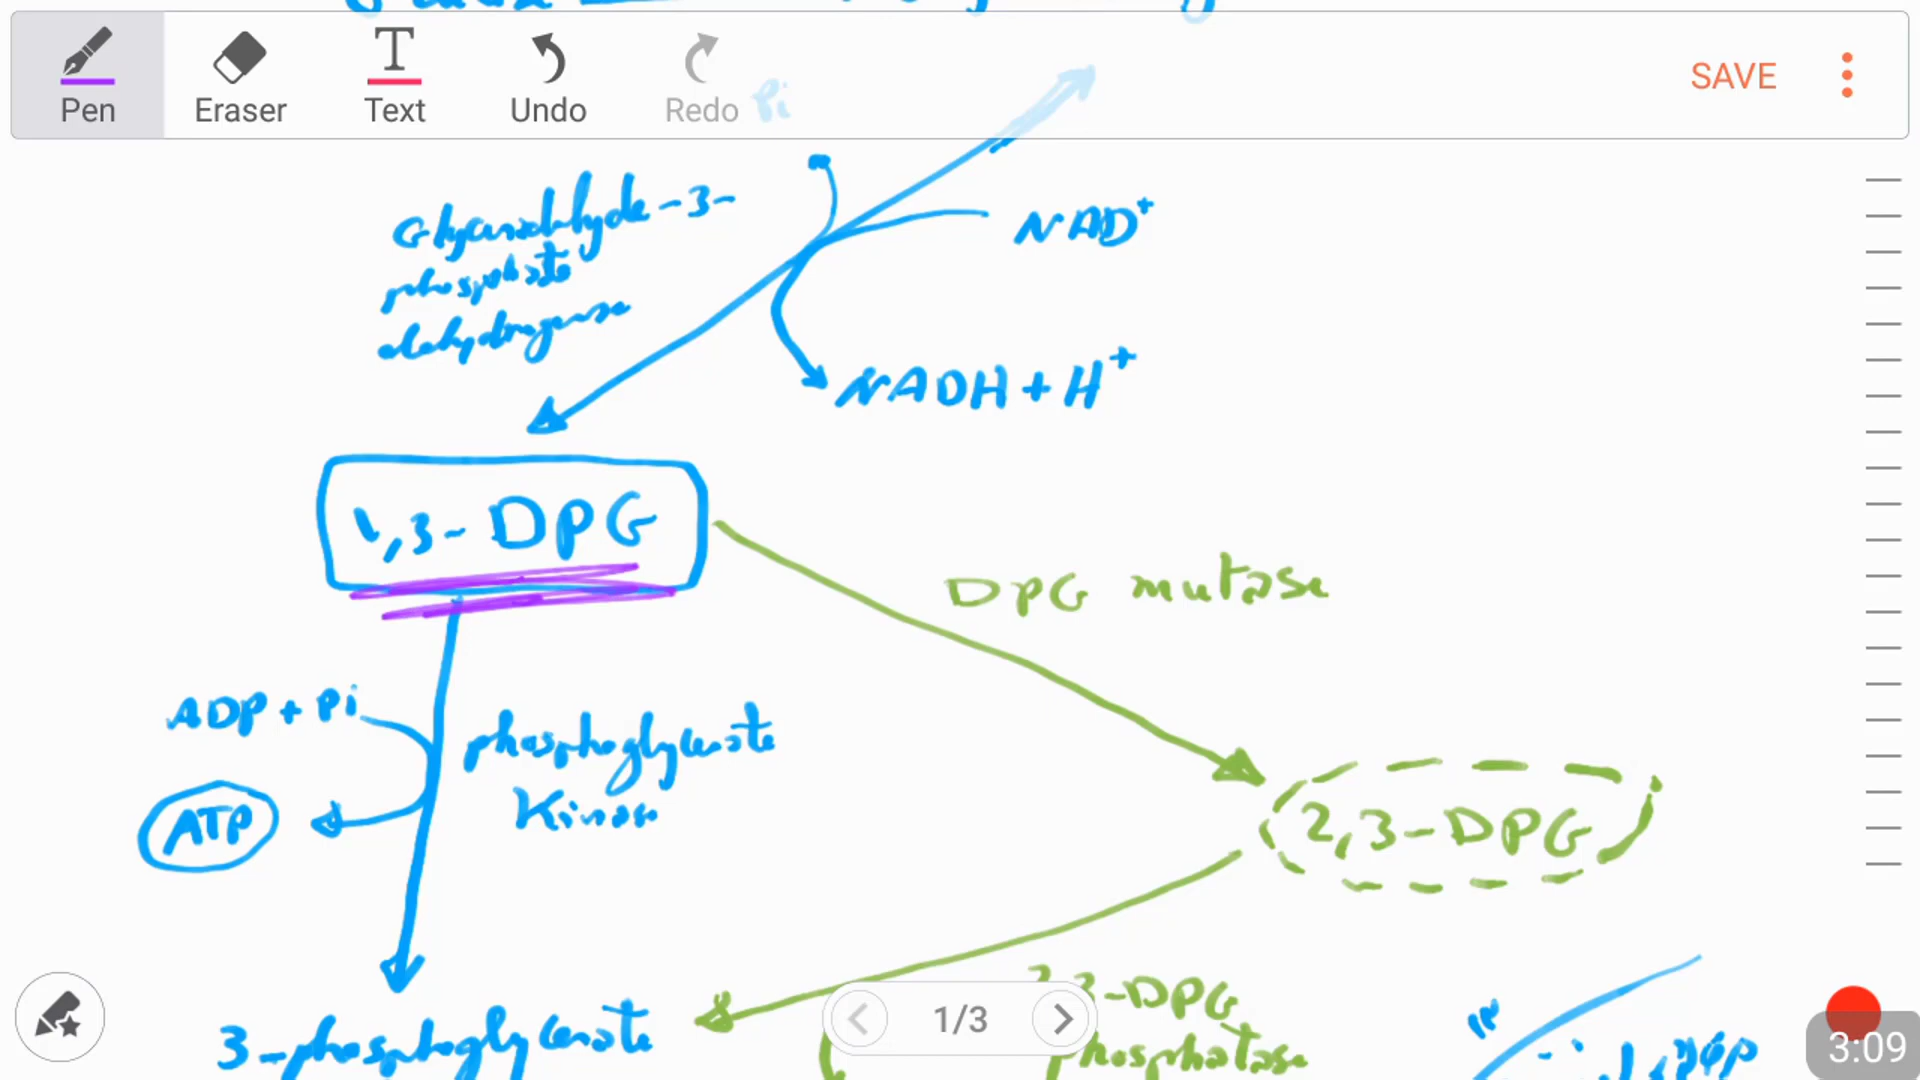 Pen
Eraser
Text
Undo
Redo
Pi
SAVE
Glyceraldehyde-3-
phosphate
dehydrogenase
NAD+
NADH + H+
1,3-DPG
DPG mutase
ADP + Pi
phosphoglycerate
Kinase
ATP
2,3-DPG
3-phosphoglycerate
1/3
2,3-DPG
phosphatase
3:09